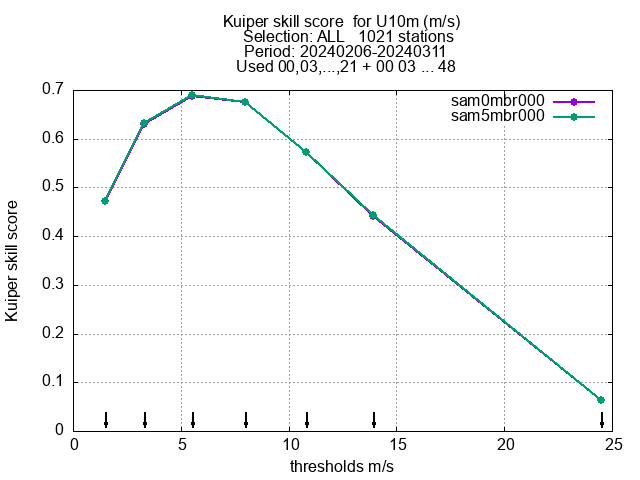 Kuiper skill score  for U10m (m/s)
Selection: ALL   1021 stations
Period: 20240206-20240311
Used 00,03,...,21 + 00 03 ... 48
sam0mbr000
sam5mbr000
0.7
0.6
0.5
0.4
0.3
0.2
0.1
0
Kuiper skill score
0 5 10 15 20 25
thresholds m/s